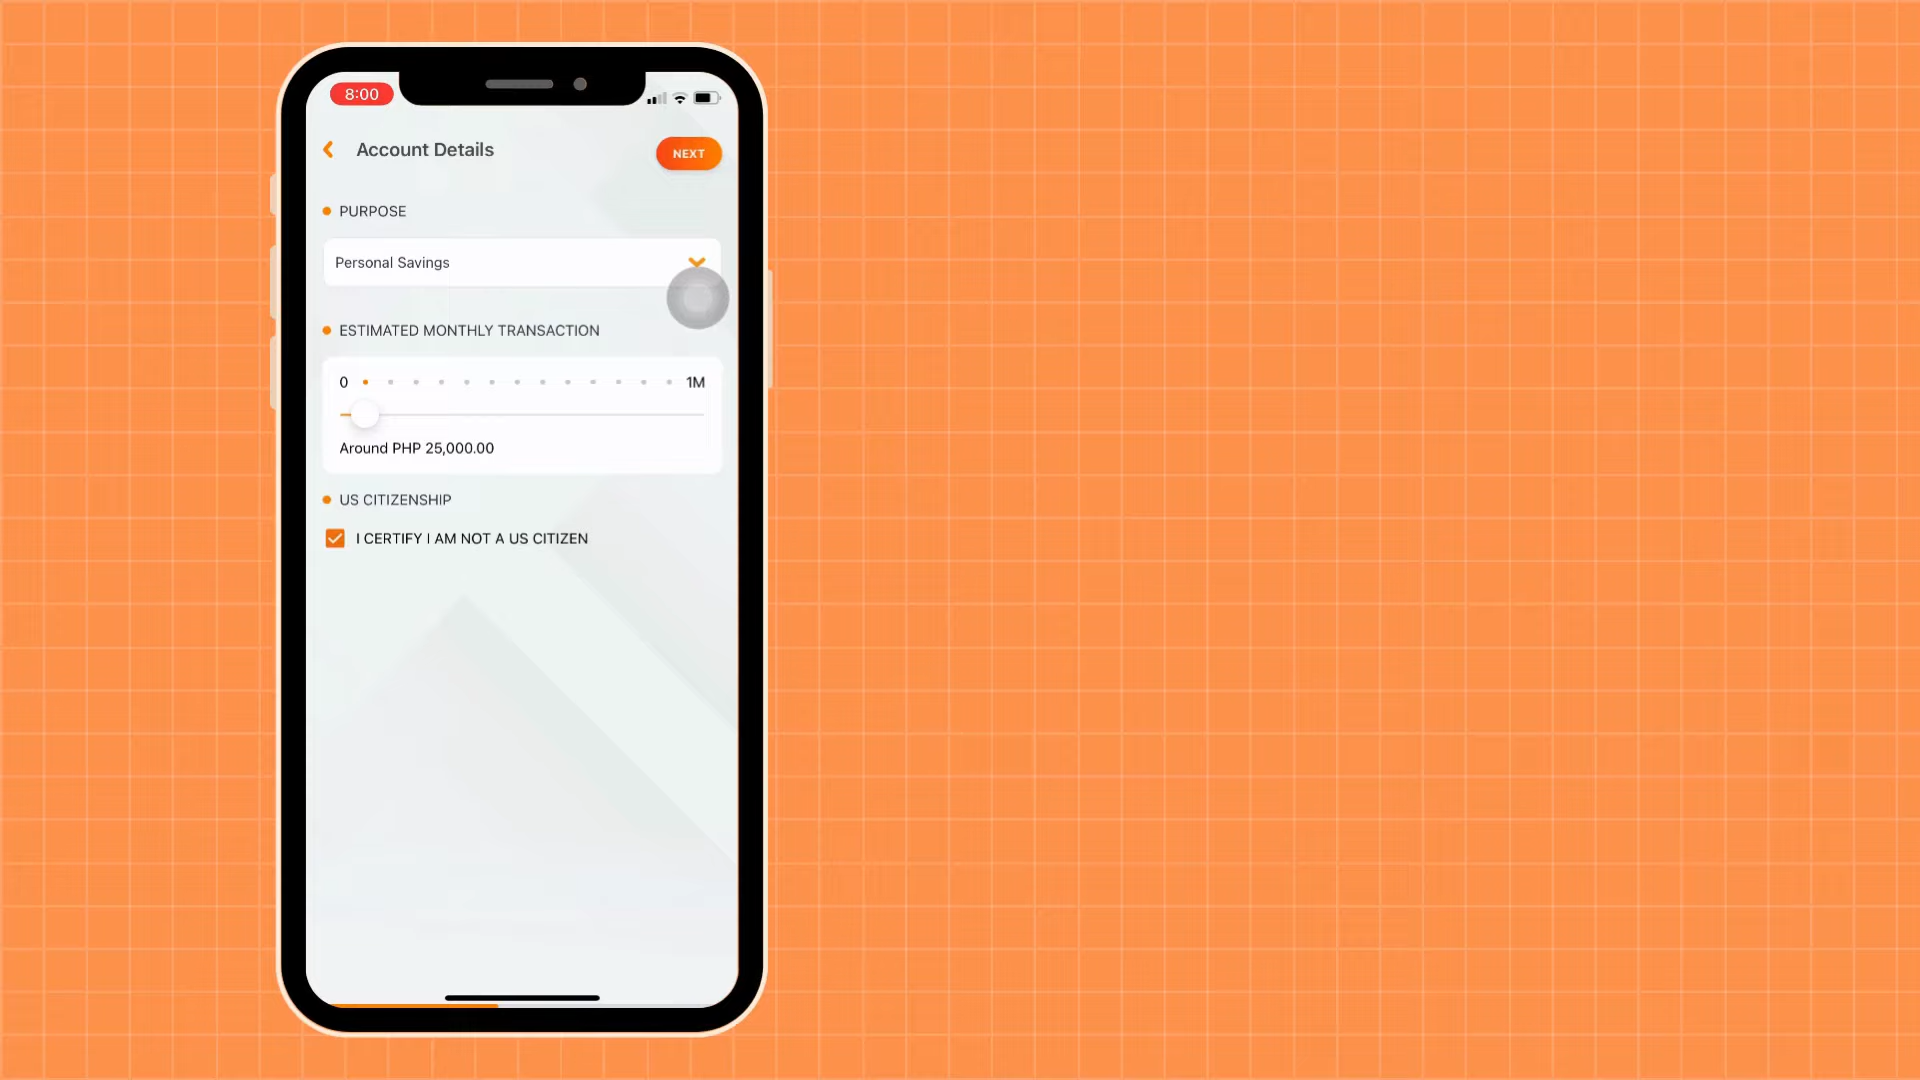 8:00
Account Details
NEXT
PURPOSE
Personal Savings
ESTIMATED MONTHLY TRANSACTION
0 1M
Around PHP 25,000.00
US CITIZENSHIP
I CERTIFY I AM NOT A US CITIZEN